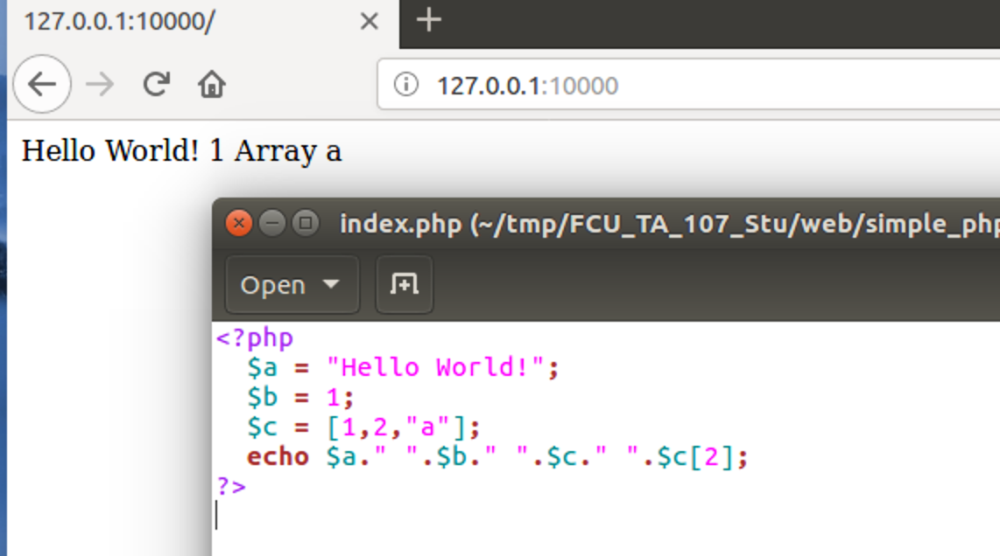 127.0.0.1:10000/
127.0.0.1:10000
Hello World! 1 Array a
index.php (~/tmp/FCU_TA_107_Stu/web/simple_php
Open
<?php
  $a = "Hello World!";
  $b = 1;
  $c = [1,2,"a"];
  echo $a." ".$b." ".$c." ".$c[2];
?>